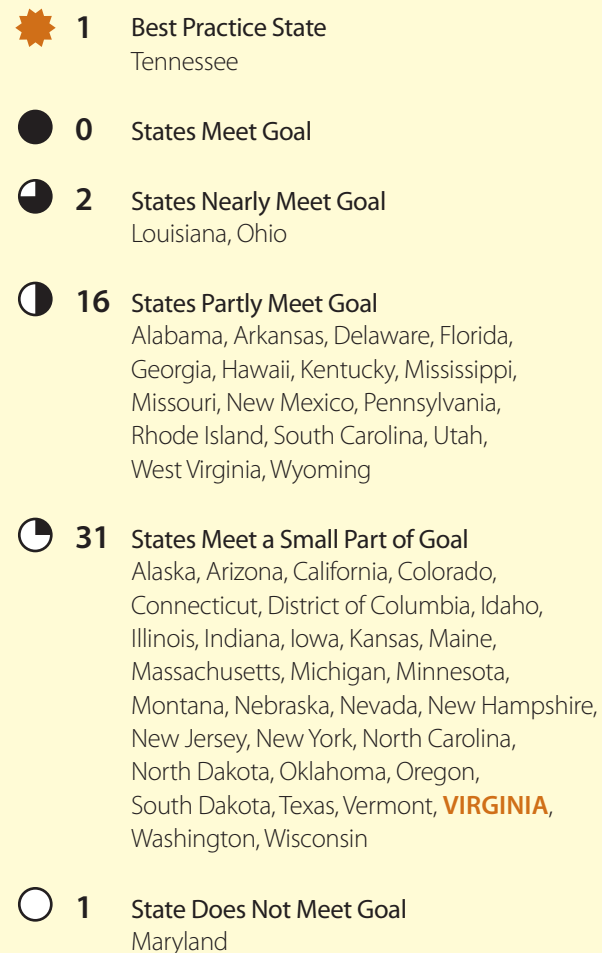 1 Best Practice State
Tennessee
0 States Meet Goal
2 States Nearly Meet Goal
Louisiana, Ohio
16 States Partly Meet Goal
Alabama, Arkansas, Delaware, Florida,
Georgia, Hawaii, Kentucky, Mississippi,
Missouri, New Mexico, Pennsylvania,
Rhode Island, South Carolina, Utah,
West Virginia, Wyoming
31 States Meet a Small Part of Goal
Alaska, Arizona, California, Colorado,
Connecticut, District of Columbia, Idaho,
Illinois, Indiana, Iowa, Kansas, Maine,
Massachusetts, Michigan, Minnesota,
Montana, Nebraska, Nevada, New Hampshire,
New Jersey, New York, North Carolina,
North Dakota, Oklahoma, Oregon,
South Dakota, Texas, Vermont, VIRGINIA,
Washington, Wisconsin
1 State Does Not Meet Goal
Maryland